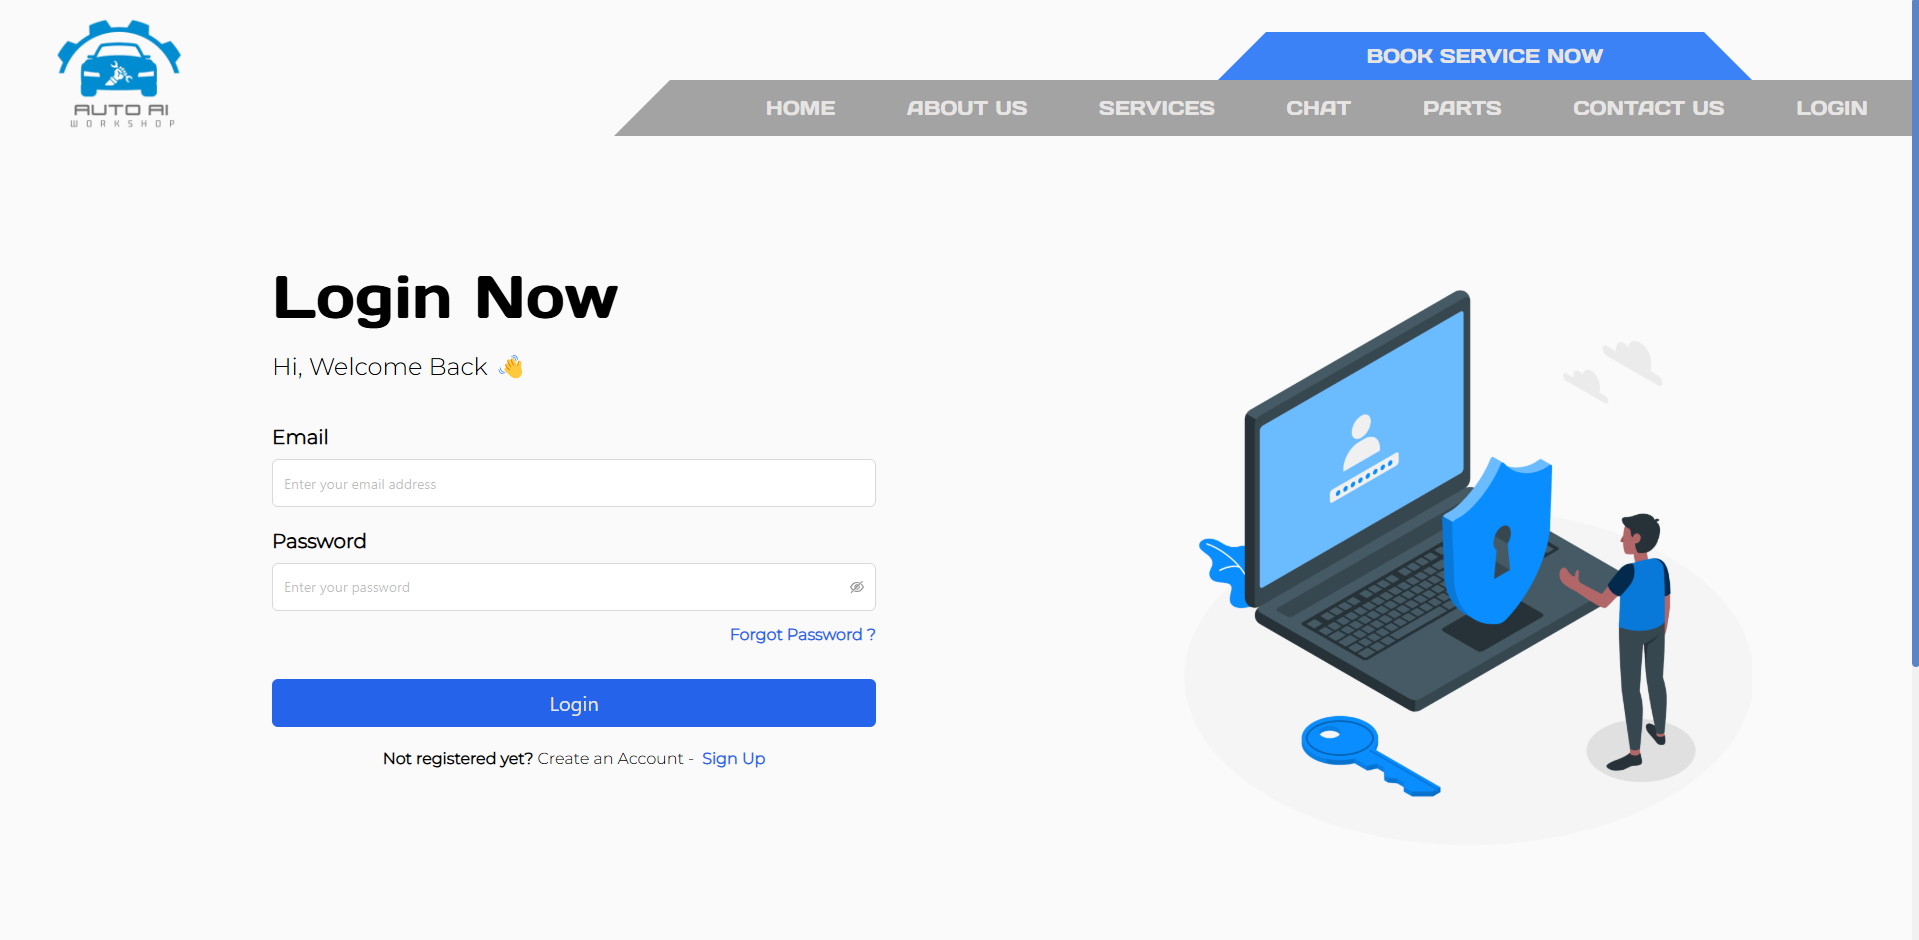 AUTO AI
WORKSHOP
BOOK SERVICE NOW
HOME ABOUT US SERVICES CHAT PARTS CONTACT US LOGIN
Login Now
Hi, Welcome Back 👋
Email
Enter your email address
Password
Enter your password
Forgot Password ?
Login
Not registered yet? Create an Account - Sign Up